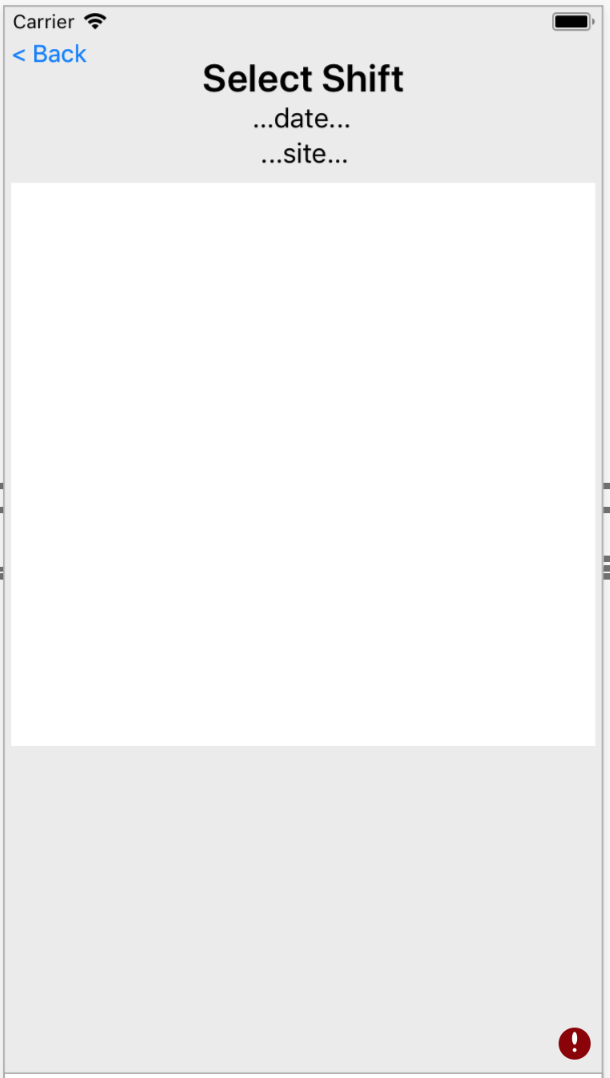 Carrier
< Back
Select Shift
...date...
...site...
!